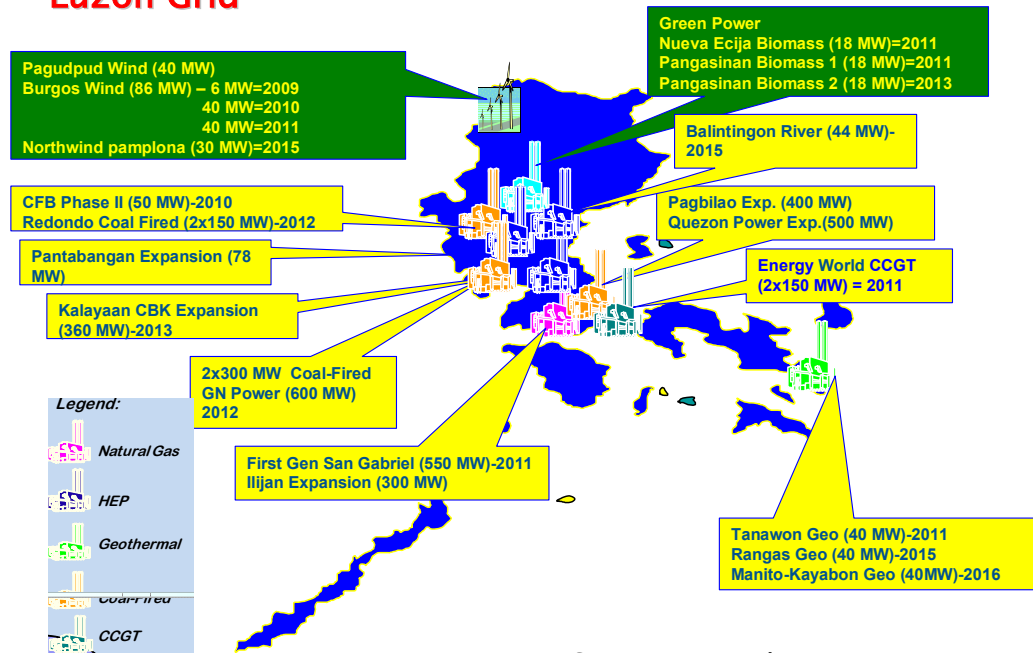 Luzon Grid
Green Power
Nueva Ecija Biomass (18 MW)=2011
Pangasinan Biomass 1 (18 MW)=2011
Pangasinan Biomass 2 (18 MW)=2013
Pagudpud Wind (40 MW)
Burgos Wind (86 MW) – 6 MW=2009
40 MW=2010
40 MW=2011
Northwind pamplona (30 MW)=2015
Balintingon River (44 MW)-
2015
CFB Phase II (50 MW)-2010
Redondo Coal Fired (2x150 MW)-2012
Pagbilao Exp. (400 MW)
Quezon Power Exp.(500 MW)
Pantabangan Expansion (78
MW)
Energy World CCGT
(2x150 MW) = 2011
Kalayaan CBK Expansion
(360 MW)-2013
2x300 MW Coal-Fired
GN Power (600 MW)
2012
Legend:
Natural Gas
HEP
Geothermal
Coal-Fired
CCGT
First Gen San Gabriel (550 MW)-2011
Ilijan Expansion (300 MW)
Tanawon Geo (40 MW)-2011
Rangas Geo (40 MW)-2015
Manito-Kayabon Geo (40MW)-2016